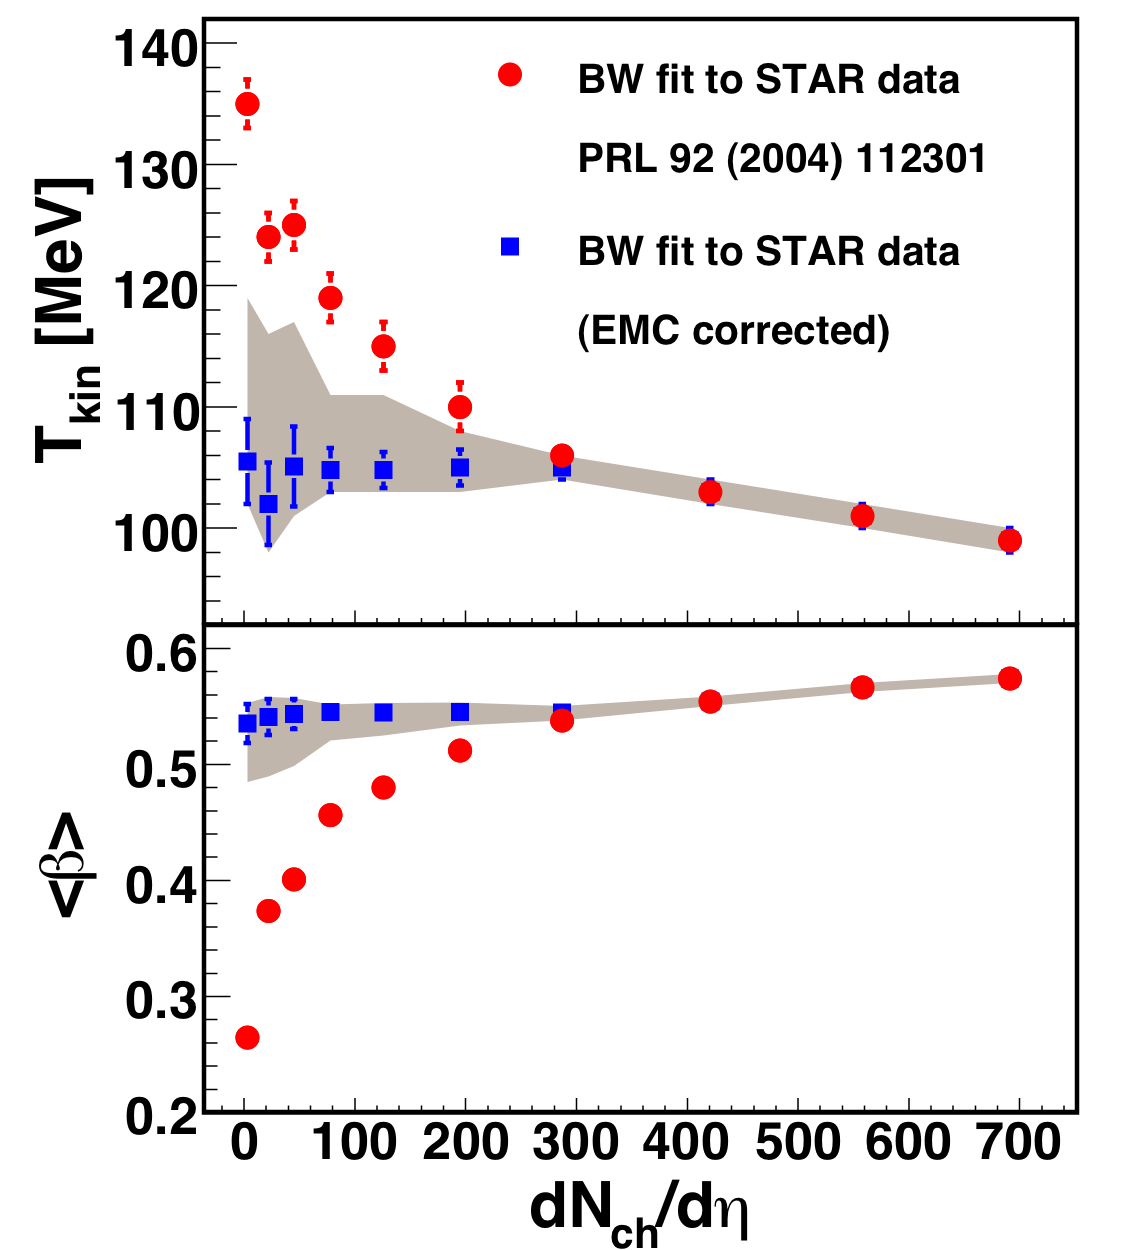 140
130
120
110
100
T_kin [MeV]
BW fit to STAR data
PRL 92 (2004) 112301
BW fit to STAR data
(EMC corrected)
0.6
0.5
0.4
0.3
0.2
<β>
0 100 200 300 400 500 600 700
dN_ch/dη